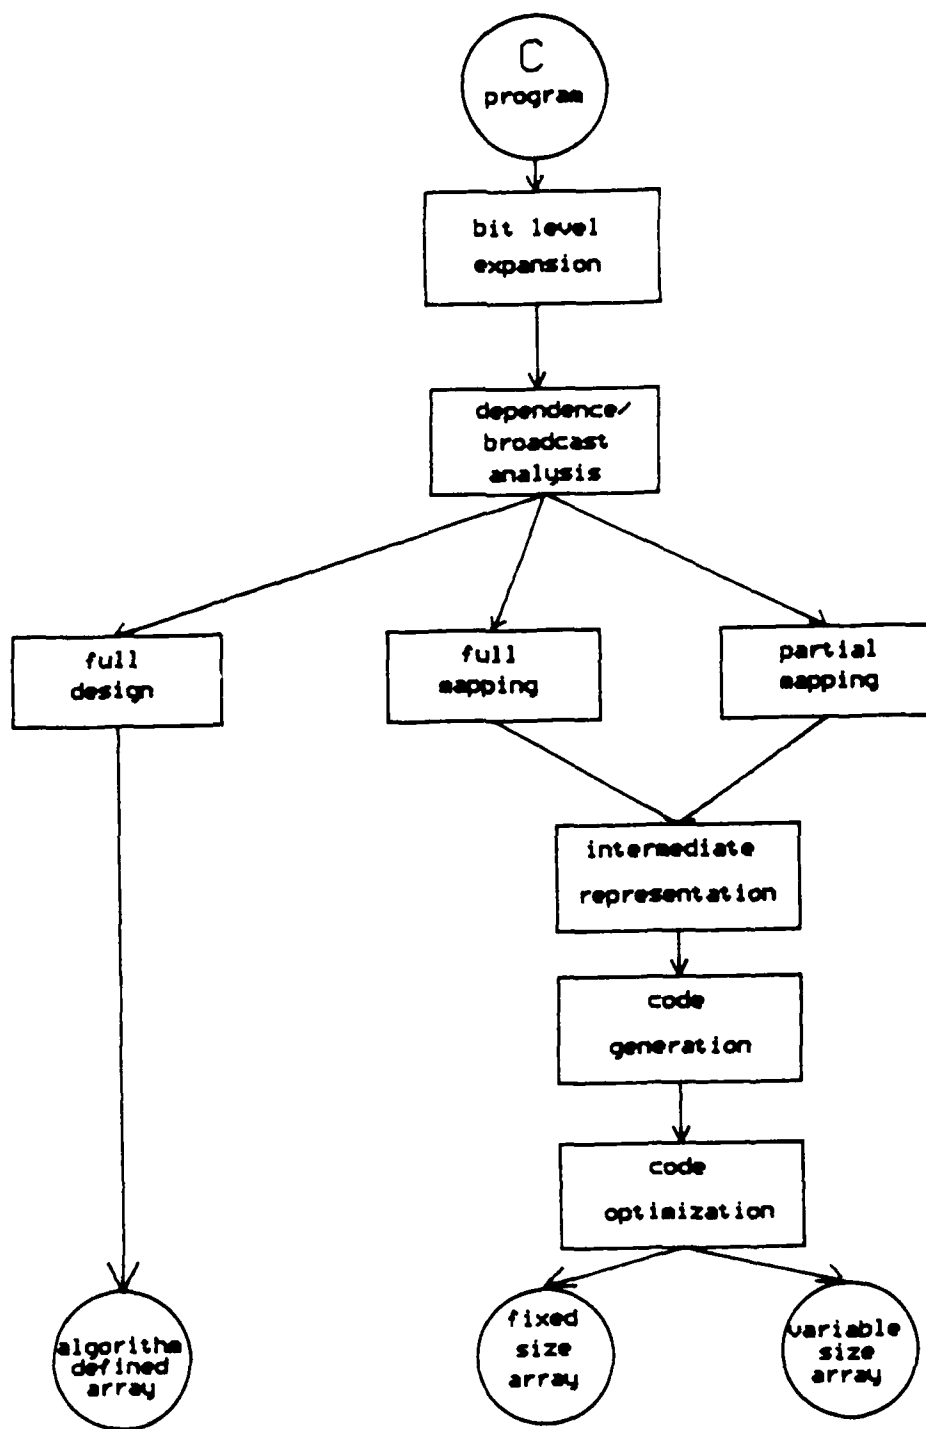 C
program
bit level
expansion
dependence/
broadcast
analysis
full
design
full
mapping
partial
mapping
intermediate
representation
code
generation
code
optimization
algorithm
defined
array
fixed
size
array
variable
size
array